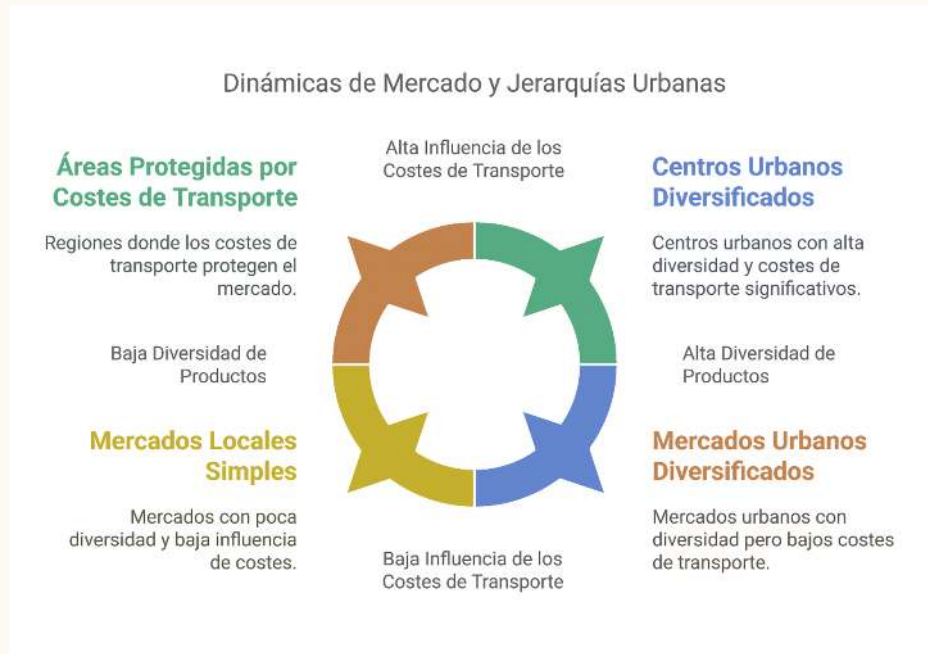 Dinámicas de Mercado y Jerarquías Urbanas
Alta Influencia de los
Costes de Transporte
Áreas Protegidas por
Costes de Transporte
Regiones donde los costes de
transporte protegen el
mercado.
Centros Urbanos
Diversificados
Centros urbanos con alta
diversidad y costes de
transporte significativos.
Baja Diversidad de
Productos
Alta Diversidad de
Productos
Mercados Locales
Simples
Mercados con poca
diversidad y baja influencia
de costes.
Mercados Urbanos
Diversificados
Mercados urbanos con
diversidad pero bajos costes
de transporte.
Baja Influencia de los
Costes de Transporte